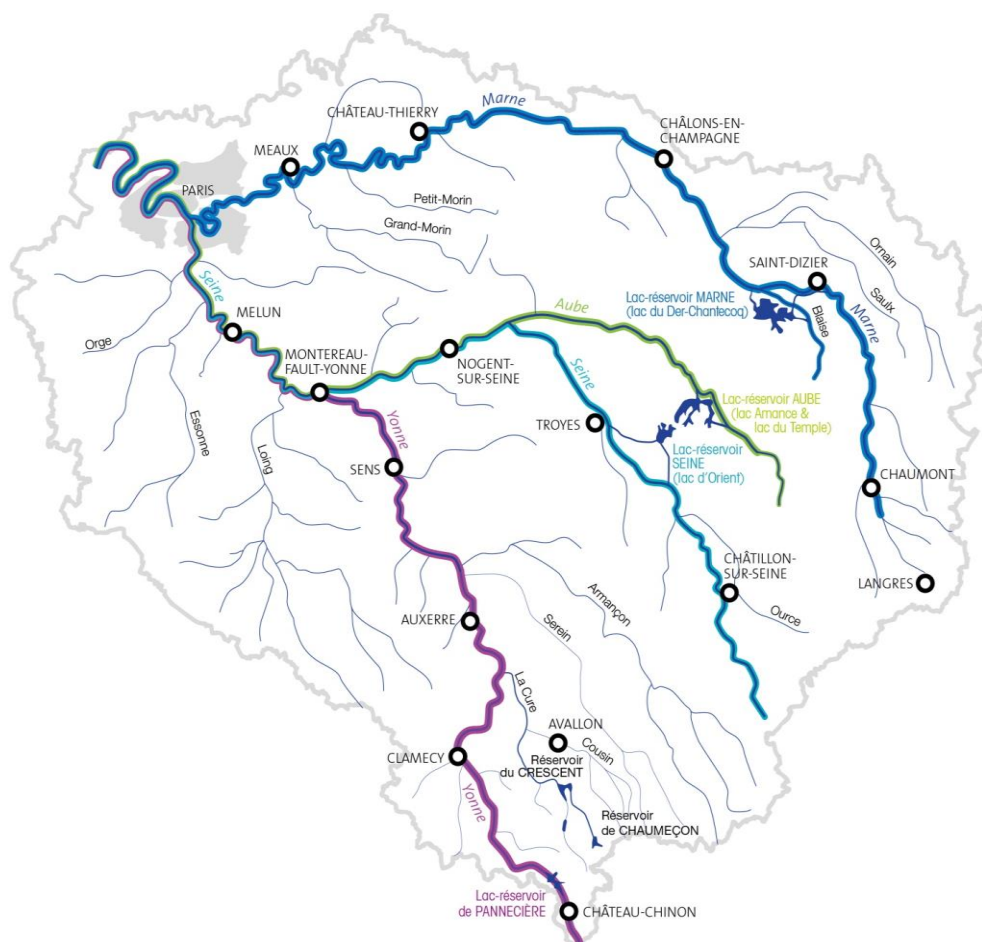 Marne
CHÂTEAU-THIERRY
CHÂLONS-EN-
CHAMPAGNE
MEAUX
PARIS
Petit-Morin
Grand-Morin
Ornain
Saulx
SAINT-DIZIER
Seine
Lac-réservoir MARNE
(lac du Der-Chantecoq)
Blaise
Marne
Aube
MELUN
Orge
MONTEREAU-
FAULT-YONNE
NOGENT-
SUR-SEINE
Seine
Lac-réservoir AUBE
(lac Amance &
lac du Temple)
Essonne
Loing
Yonne
TROYES
Lac-réservoir
SEINE
(lac d'Orient)
SENS
CHAUMONT
CHÂTILLON-
SUR-SEINE
LANGRES
Armançon
Ource
AUXERRE
Serein
La Cure
AVALLON
Cousin
CLAMECY
Réservoir
du CRESCENT
Yonne
Réservoir
de CHAUMEÇON
Lac-réservoir
de PANNECIÈRE
CHÂTEAU-CHINON